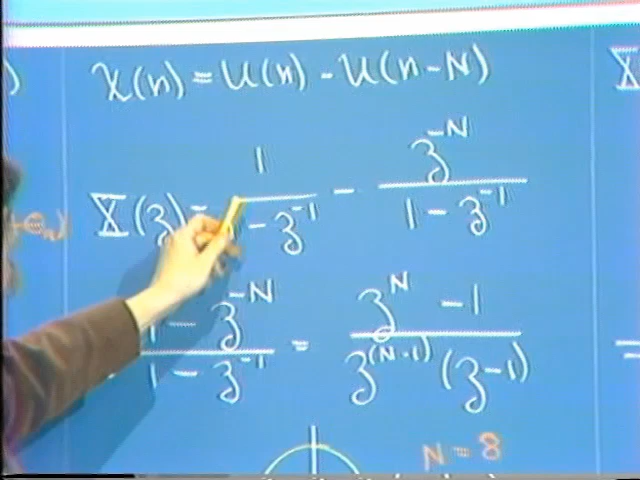 x(n) = u(n) - u(n-N)
X(z) = 1/(1 - z^-1) - z^-N/(1 - z^-1)
(1 - z^-N)/(1 - z^-1) = (z^N - 1)/(z^(N-1) (z-1))
N = 8